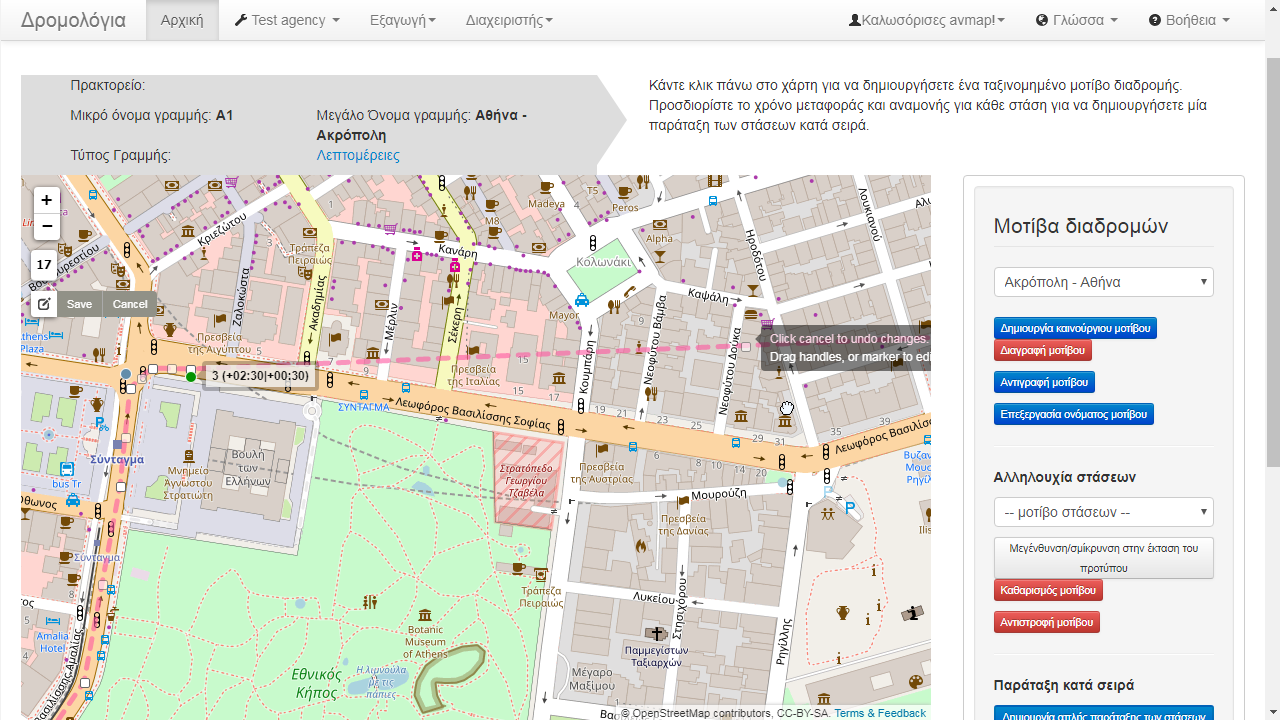 Δρομολόγια
Αρχική
Test agency
Εξαγωγή
Διαχειριστής
Καλωσόρισες avmap!
Γλώσσα
Βοήθεια
Πρακτορείο:
Μικρό όνομα γραμμής: A1
Μεγάλο Όνομα γραμμής: Αθήνα -
Ακρόπολη
Τύπος Γραμμής:
Λεπτομέρειες
Κάντε κλικ πάνω στο χάρτη για να δημιουργήσετε ένα ταξινομημένο μοτίβο διαδρομής.
Προσδιορίστε το χρόνο μεταφοράς και αναμονής για κάθε στάση για να δημιουργήσετε μία
παράταξη των στάσεων κατά σειρά.
+
−
17
Save
Cancel
Κριεζώτου
Ζαλοκώστα
Τράπεζα
Πειραιώς
Ακαδημίας
Μέρλιν
Κανάρη
Σέκερη
Madeya
M8
T5
Peros
Alpha
Κολωνάκι
Mayor
Καψάλη
Ηροδότου
Λουκιανού
Νεοφύτου Βάμβα
Νεοφύτου Δούκα
Κουμπάρη
Πρεσβεία
της Αιγύπτου
Πρεσβεία
της Ιταλίας
Click cancel to undo changes.
Drag handles, or marker to edi
3 (+02:30|+00:30)
ΣΥΝΤΑΓΜΑ
Λεωφόρος Βασιλίσσης Σοφίας
Λεωφόρος Βασιλίσ
thens
Plaza
Σύνταγμα
bus Tr
θωνος
Σύνταγμα
Μνημείο
Άγνωστου
Στρατιώτη
Βουλή
των
Ελλήνων
Στρατόπεδο
Γεωργίου
Τζαβέλα
Πρεσβεία
της Αυστρίας
Μουρούζη
Πρεσβεία
της Δανίας
Βυζαν
Μουσ
Ρηγίλ
Ilis
Τράπεζα
Πειραιώς
Λυκείου
Στησιχόρου
Παμμεγίστων
Ταξιαρχών
Ρηγίλλης
Μέγαρο
Μαξίμου
Amalia
Hotel
Βασιλίσσης Αμαλίας
Botanic
Museum
of Athens
Εθνικός
Κήπος
Η λιμνούλα
με τις
πάπιες
© OpenStreetMap contributors, CC-BY-SA. Terms & Feedback
Μοτίβα διαδρομών
Ακρόπολη - Αθήνα
Δημιουργία καινούργιου μοτίβου
Διαγραφή μοτίβου
Αντιγραφή μοτίβου
Επεξεργασία ονόματος μοτίβου
Αλληλουχία στάσεων
-- μοτίβο στάσεων --
Μεγένθυνση/σμίκρυνση στην έκταση του
προτύπου
Καθαρισμός μοτίβου
Αντιστροφή μοτίβου
Παράταξη κατά σειρά
Δημιουργία απλής παράταξης των στάσεων